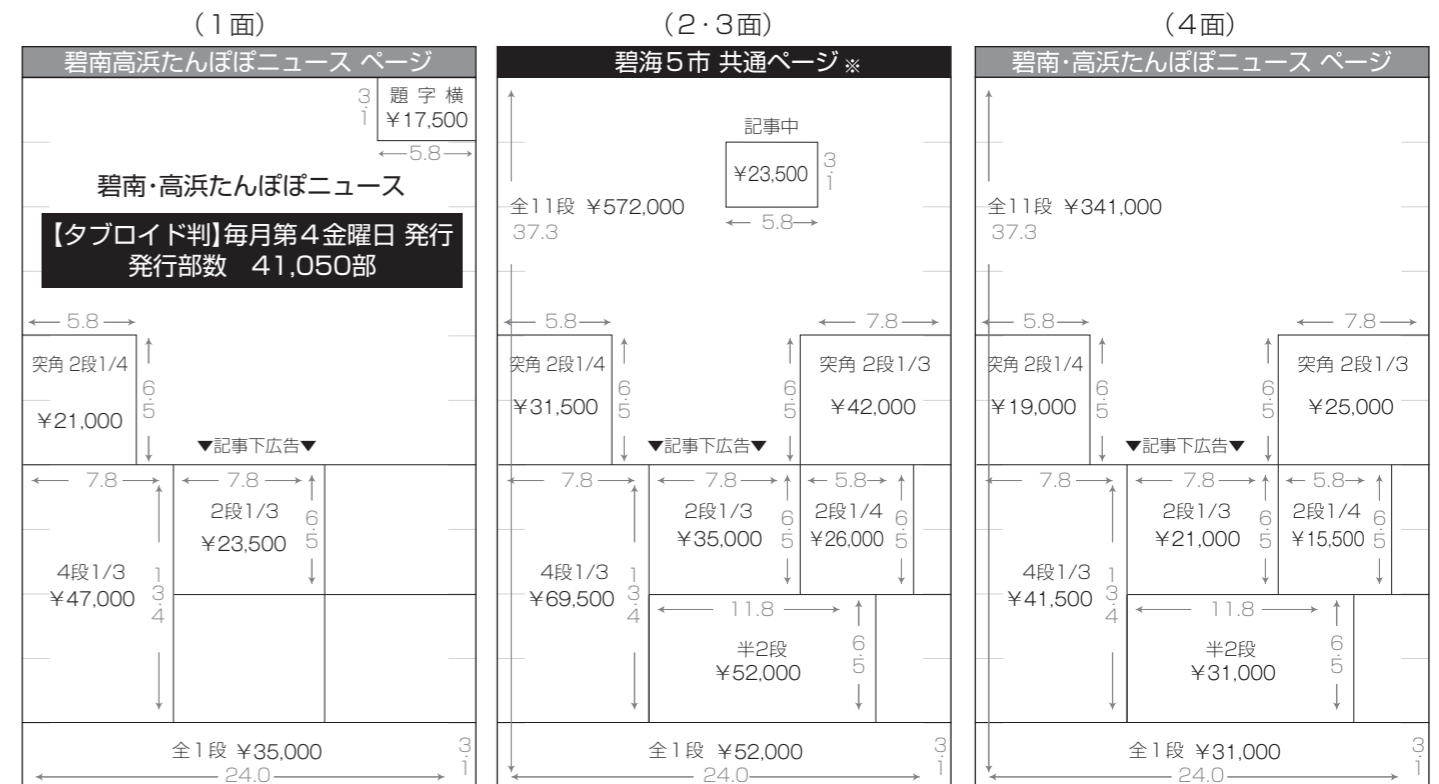 （1面）
碧南高浜たんぽぽニュース ページ
題 字 横
¥17,500
3.1
←5.8→
碧南・高浜たんぽぽニュース
【タブロイド判】毎月第４金曜日 発行
発行部数　41,050部
← 5.8 →
突角 2段1/4
¥21,000
6.5
▼記事下広告▼
← 7.8 →
4段1/3
¥47,000
13.4
← 7.8 →
2段1/3
¥23,500
6.5
全1段 ¥35,000
3.1
24.0
（2・3面）
碧海５市 共通ページ※
記事中
¥23,500
3.1
← 5.8 →
全11段 ¥572,000
37.3
← 5.8 →
突角 2段1/4
¥31,500
6.5
← 7.8 →
突角 2段1/3
¥42,000
6.5
▼記事下広告▼
← 7.8 →
4段1/3
¥69,500
13.4
← 7.8 →
2段1/3
¥35,000
6.5
← 5.8 →
2段1/4
¥26,000
6.5
← 11.8 →
半2段
¥52,000
6.5
全1段 ¥52,000
3.1
24.0
（4面）
碧南・高浜たんぽぽニュース ページ
全11段 ¥341,000
37.3
← 5.8 →
突角 2段1/4
¥19,000
6.5
← 7.8 →
突角 2段1/3
¥25,000
6.5
▼記事下広告▼
← 7.8 →
4段1/3
¥41,500
13.4
← 7.8 →
2段1/3
¥21,000
6.5
← 5.8 →
2段1/4
¥15,500
6.5
← 11.8 →
半2段
¥31,000
6.5
全1段 ¥31,000
3.1
24.0